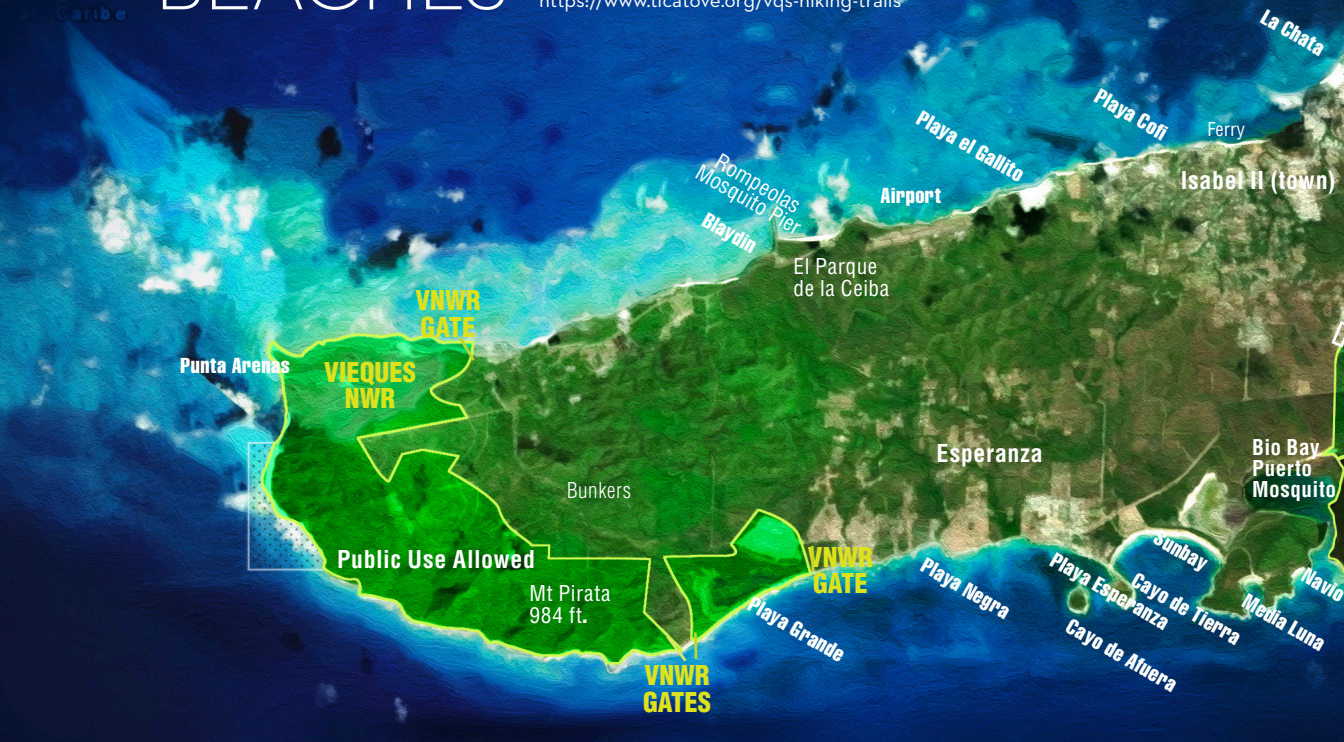 BEACHES
https://www.ticatove.org/vqs-hiking-trails
Caribe
La Chata
Playa Cofi
Ferry
Playa el Gallito
Isabel II (town)
Rompeolas
Mosquito Pier
Airport
Blaydin
El Parque
de la Ceiba
VNWR
GATE
Punta Arenas
VIEQUES
NWR
Esperanza
Bio Bay
Puerto
Mosquito
Bunkers
Public Use Allowed
Mt Pirata
984 ft.
VNWR
GATE
Sunbay
Playa Negra
Playa Esperanza
Cayo de Tierra
Navio
Media Luna
Playa Grande
Cayo de Afuera
VNWR
GATES